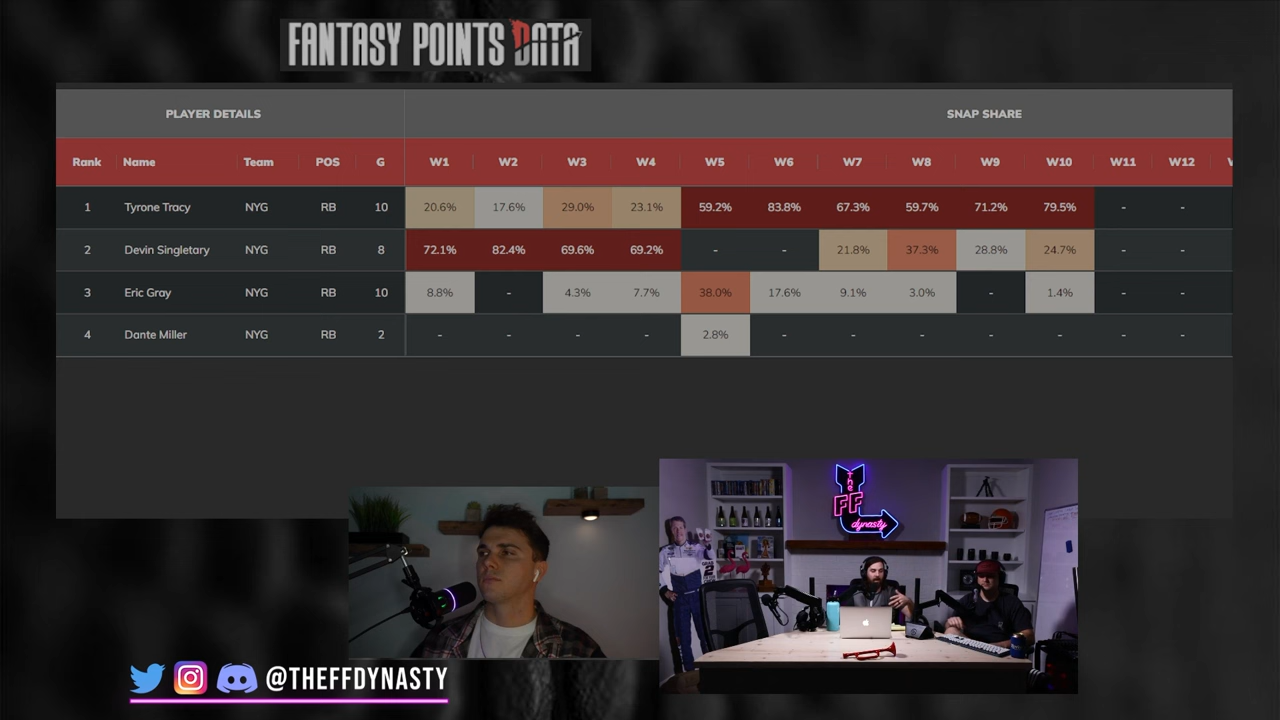 FANTASY POINTS DATA
PLAYER DETAILS SNAP SHARE
Rank Name Team POS G W1 W2 W3 W4 W5 W6 W7 W8 W9 W10 W11 W12
1 Tyrone Tracy NYG RB 10 20.6% 17.6% 29.0% 23.1% 59.2% 83.8% 67.3% 59.7% 71.2% 79.5% - -
2 Devin Singletary NYG RB 8 72.1% 82.4% 69.6% 69.2% - - 21.8% 37.3% 28.8% 24.7% - -
3 Eric Gray NYG RB 10 8.8% - 4.3% 7.7% 38.0% 17.6% 9.1% 3.0% - 1.4% - -
4 Dante Miller NYG RB 2 - - - - 2.8% - - - - - - -
The
FF
dynasty
@THEFFDYNASTY